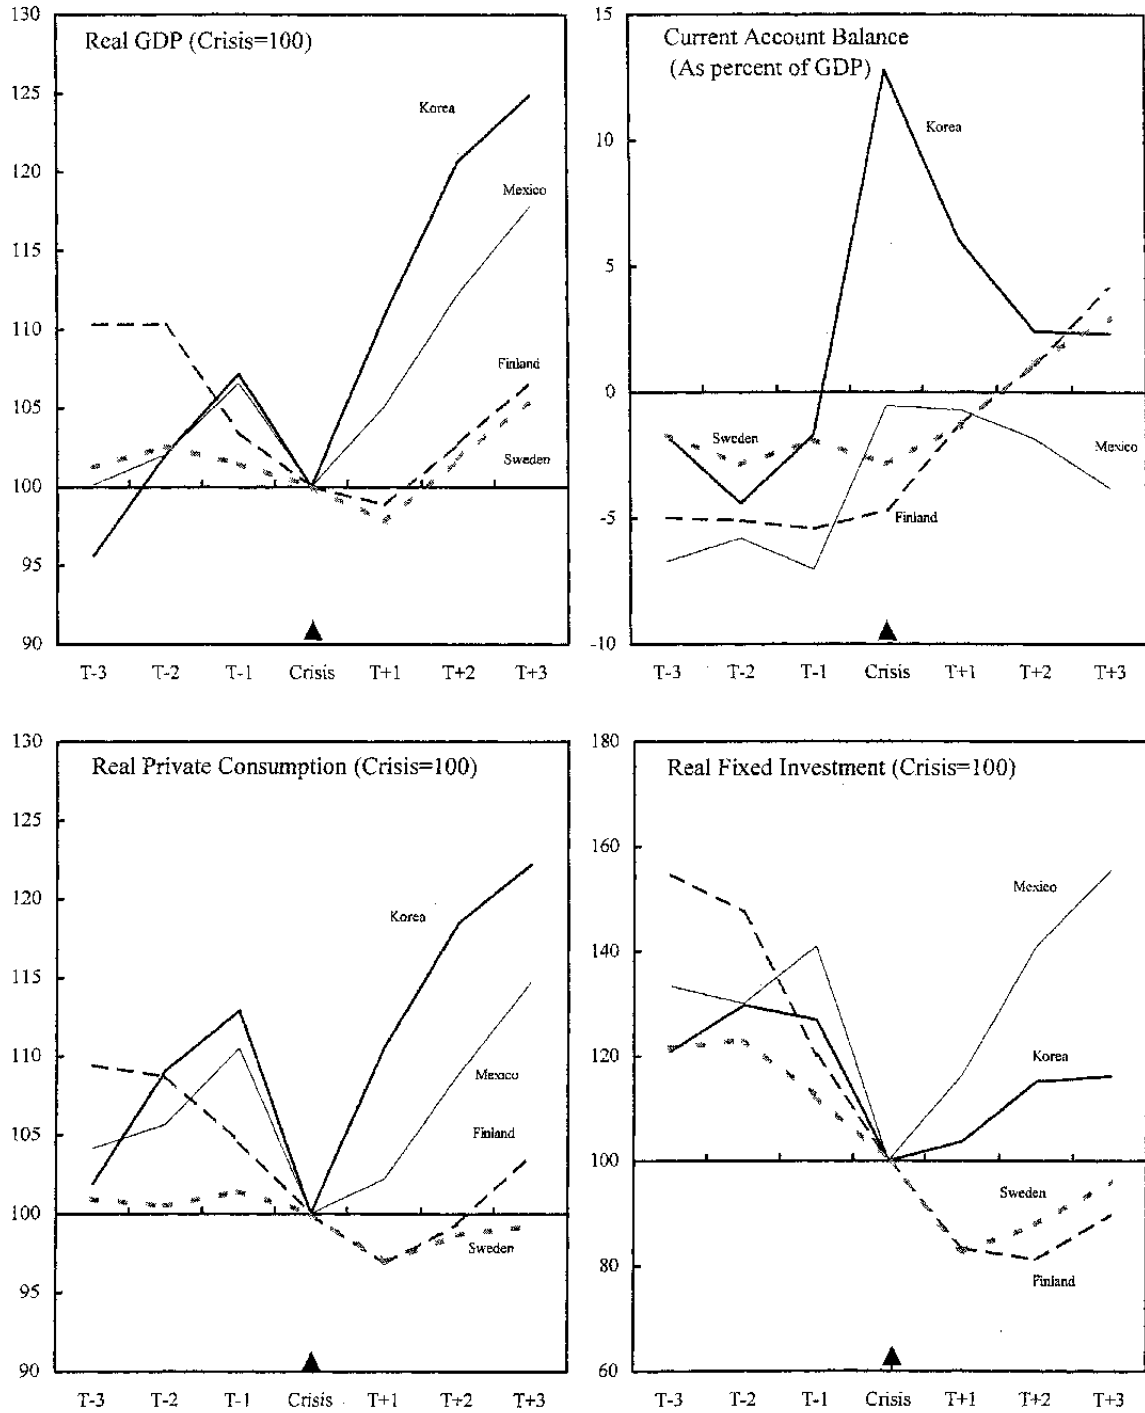 Real GDP (Crisis=100)
130
125
120
115
110
105
100
95
90
Korea
Mexico
Finland
Sweden
T-3 T-2 T-1 Crisis T+1 T+2 T+3
Current Account Balance
(As percent of GDP)
15
10
5
0
-5
-10
Korea
Sweden
Mexico
Finland
T-3 T-2 T-1 Crisis T+1 T+2 T+3
Real Private Consumption (Crisis=100)
130
125
120
115
110
105
100
95
90
Korea
Mexico
Finland
Sweden
T-3 T-2 T-1 Crisis T+1 T+2 T+3
Real Fixed Investment (Crisis=100)
180
160
140
120
100
80
60
Mexico
Korea
Sweden
Finland
T-3 T-2 T-1 Crisis T+1 T+2 T+3